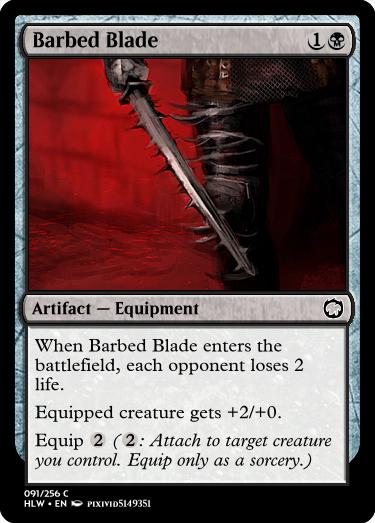 Barbed Blade 1
Artifact — Equipment
When Barbed Blade enters the
battlefield, each opponent loses 2
life.
Equipped creature gets +2/+0.
Equip 2 (2: Attach to target creature
you control. Equip only as a sorcery.)
091/256 C
HLW • EN PIXIVID5149351